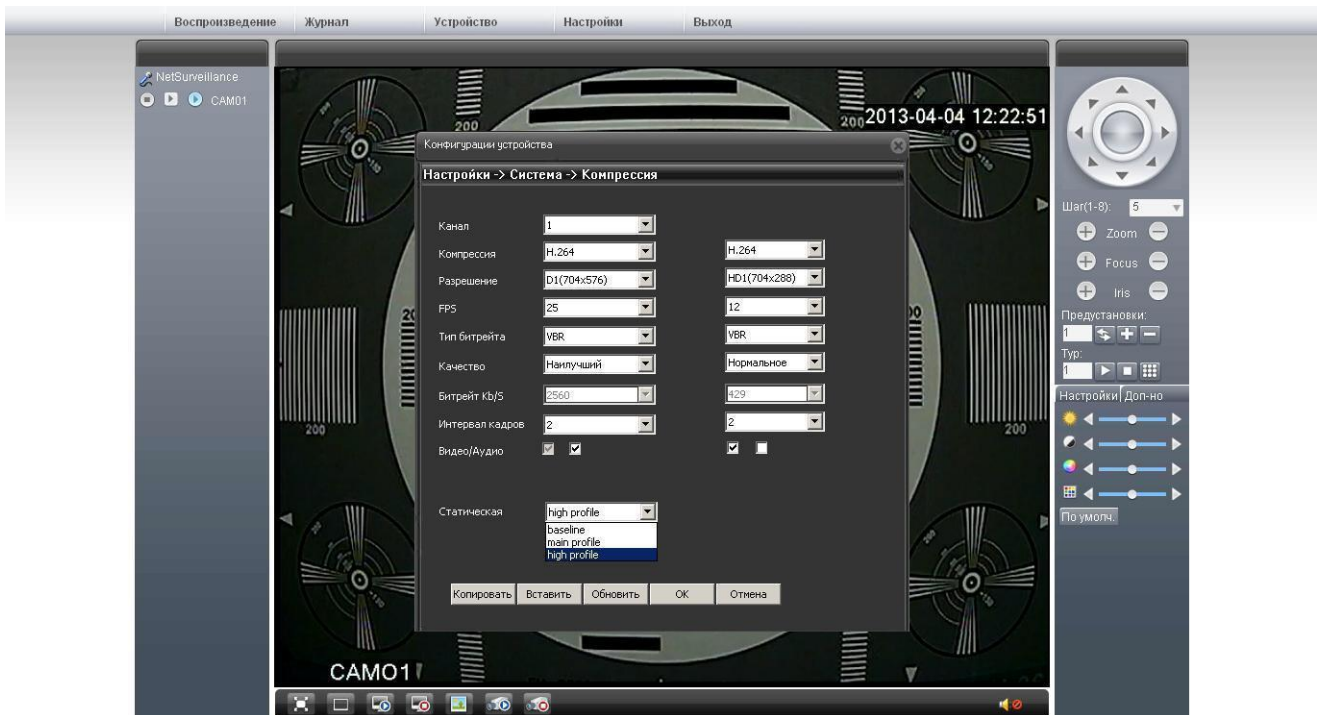 Воспроизведение Журнал Устройство Настройки Выход
NetSurveillance
CAM01
200
200
2013-04-04 12:22:51
Конфигурации устройства
Настройки -> Система -> Компрессия
Канал 1
Компрессия H.264 H.264
Разрешение D1(704x576) HD1(704x288)
FPS 25 12
Тип битрейта VBR VBR
Качество Наилучший Нормальное
Битрейт Kb/S 2560 429
Интервал кадров 2 2
Видео/Аудио
Статическая high profile
baseline
main profile
high profile
Копировать Вставить Обновить OK Отмена
200
200
CAM01
Шаг(1-8): 5
Zoom
Focus
Iris
Предустановки:
1
Тур:
1
Настройки Доп-но
По умолч.